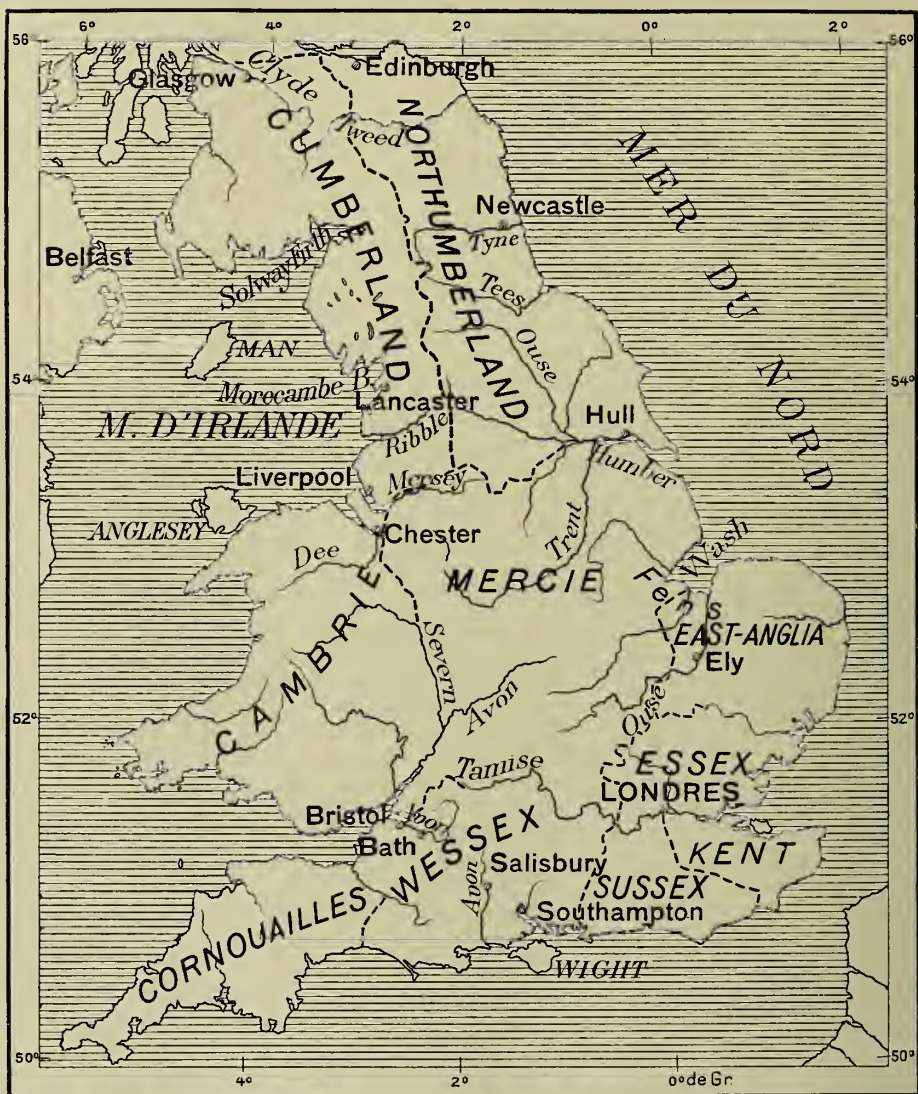 6° 4° 2° 0° 2°
56° 56°
Clyde
Edinburgh
Glasgow
Tweed
CUMBERLAND
NORTHUMBERLAND
MER DU NORD
Newcastle
Tyne
Belfast
Solway Firth
Tees
Ouse
MAN
54° 54°
Morecambe B.
Lancaster
Hull
M. D'IRLANDE
Ribble
Humber
Liverpool
Mersey
ANGLESEY
Chester
Trent
Wash
Dee
MERCIE
Fens
CAMBRIE
EAST-ANGLIA
Severn
Ely
Avon
52° 52°
Ouse
Tamise
ESSEX
LONDRES
Bristol
Avon
WESSEX
Bath
KENT
Salisbury
Avon
SUSSEX
CORNOUAILLES
Southampton
WIGHT
50° 50°
4° 2° 0° de Gr.